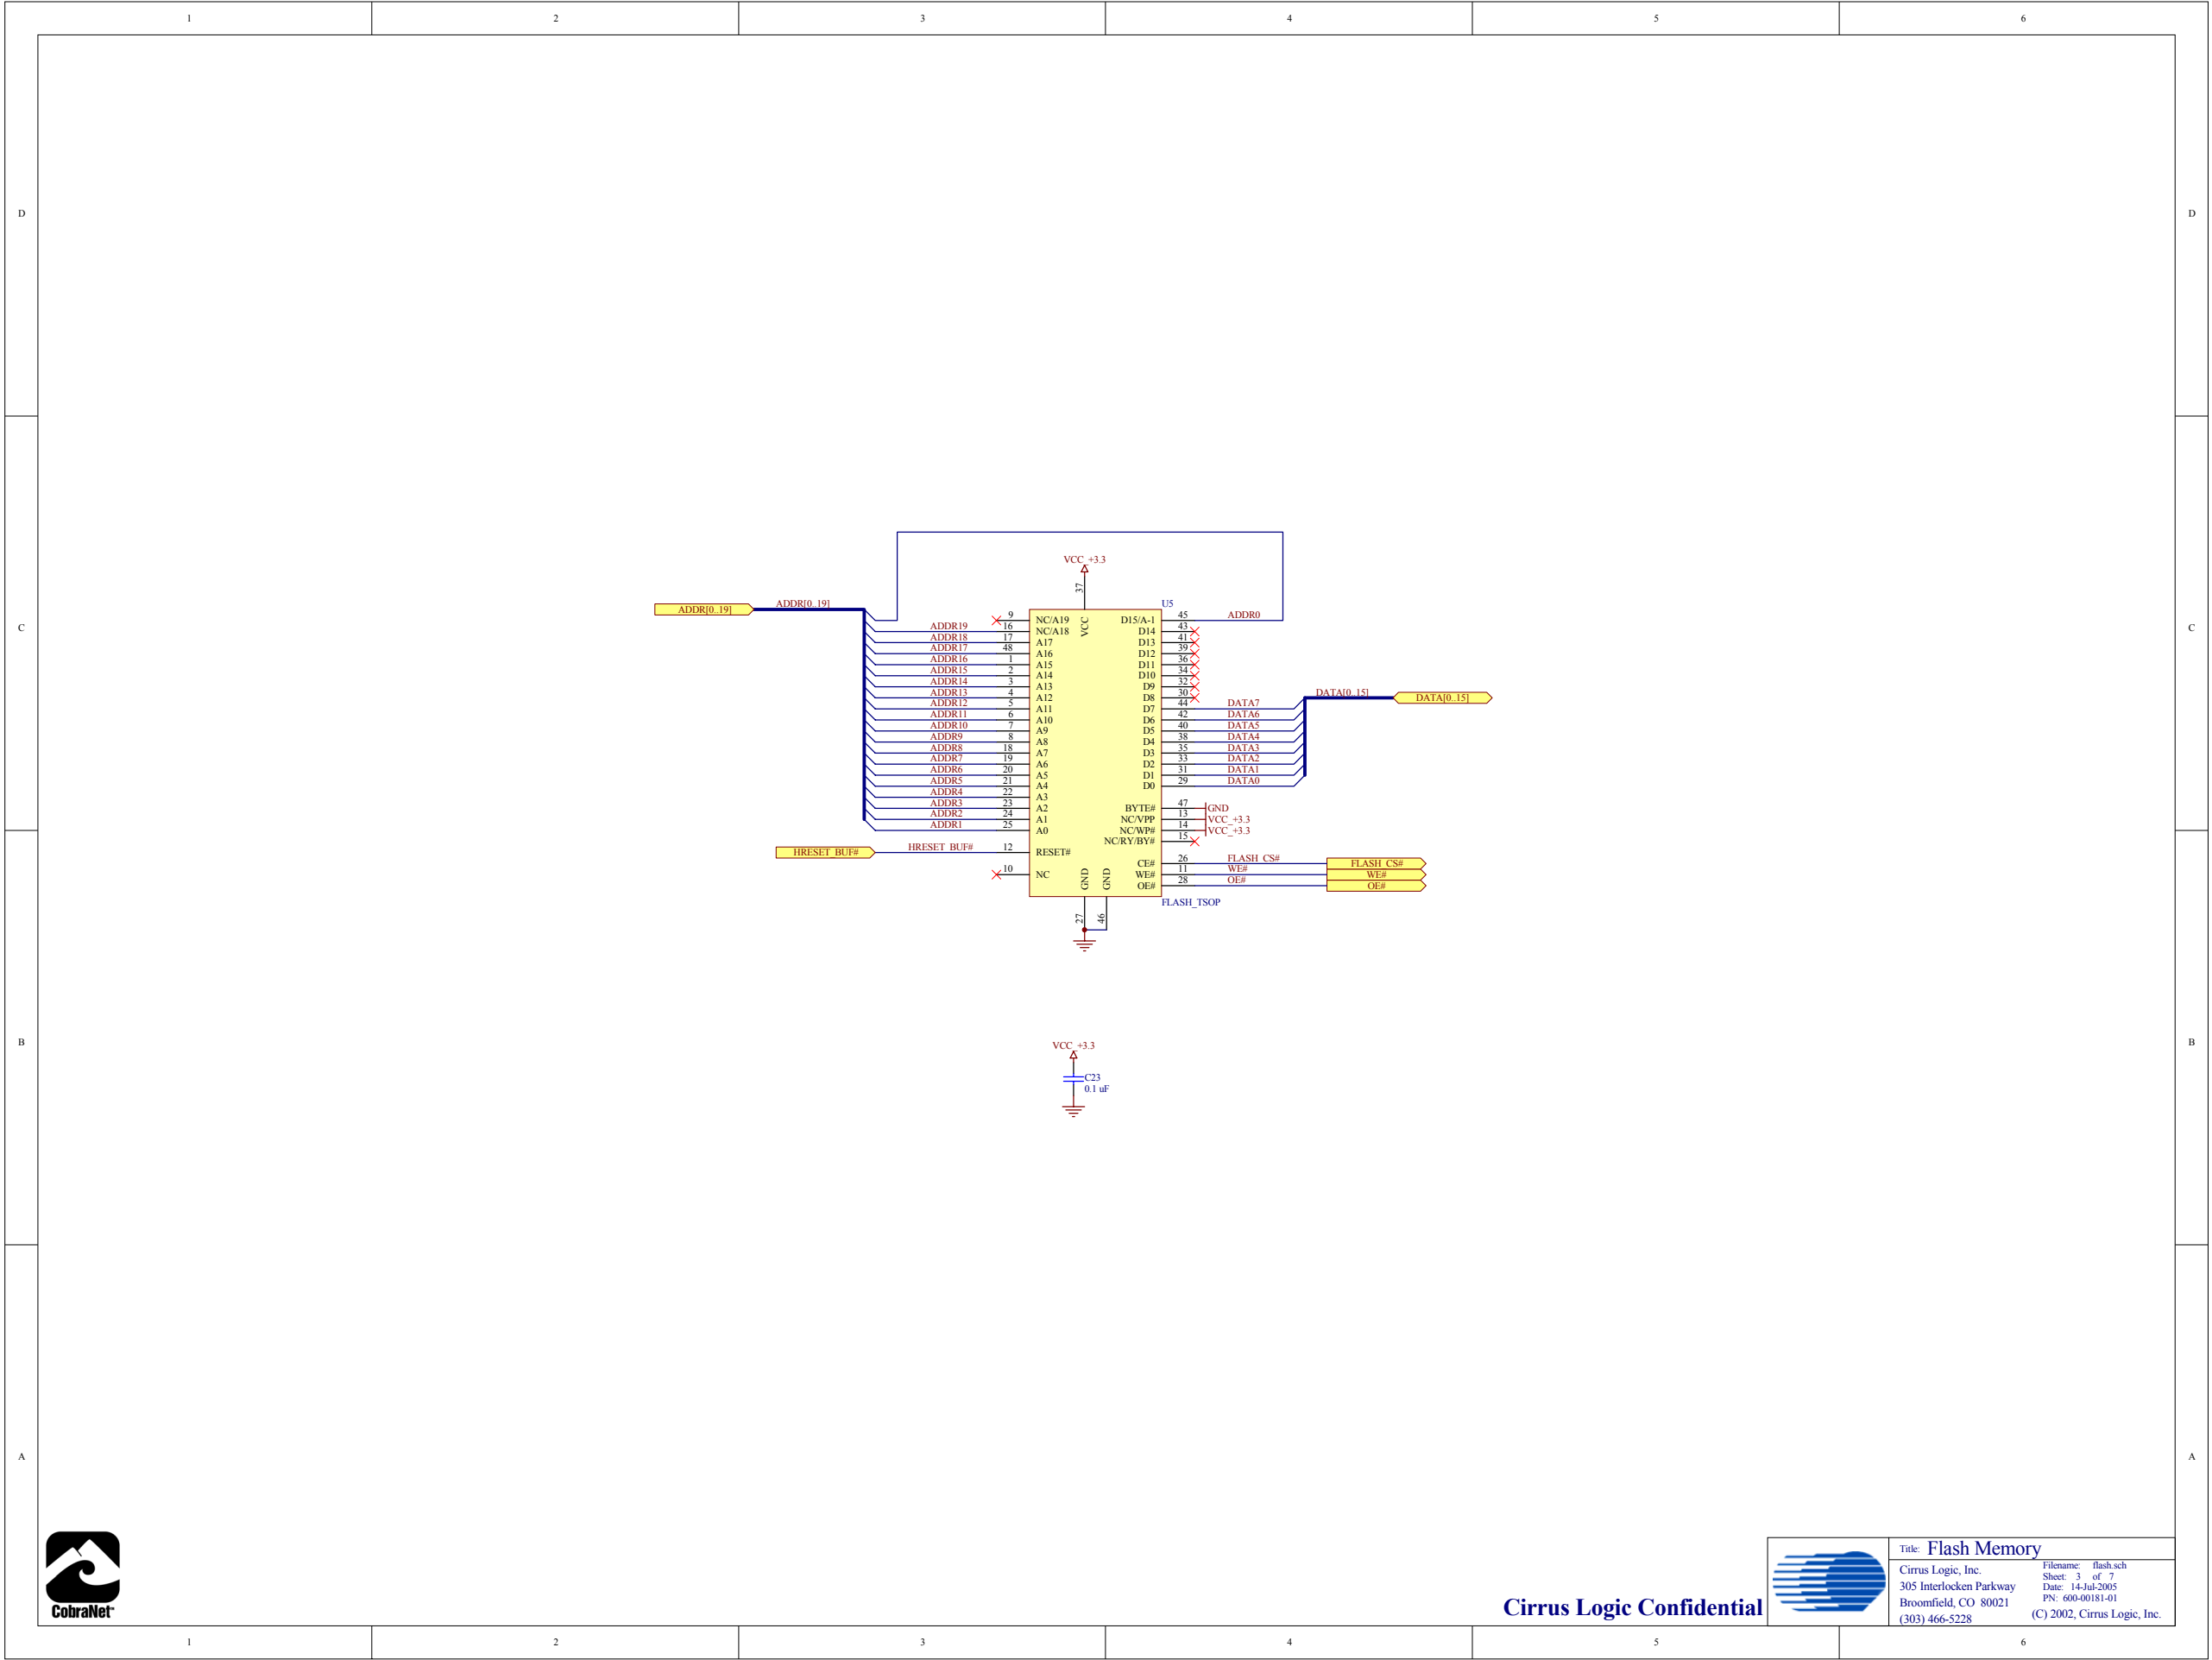 1 2 3 4 5 6
D D
C C
B B
A A
VCC_+3.3
37
U5
ADDR[0..19] ADDR[0..19]
9 NC/A19 VCC D15/A-1 45 ADDR0
ADDR19 16 NC/A18 D14 43
ADDR18 17 A17 D13 41
ADDR17 48 A16 D12 39
ADDR16 1 A15 D11 36
ADDR15 2 A14 D10 34
ADDR14 3 A13 D9 32
ADDR13 4 A12 D8 30 DATA[0..15] DATA[0..15]
ADDR12 5 A11 D7 44 DATA7
ADDR11 6 A10 D6 42 DATA6
ADDR10 7 A9 D5 40 DATA5
ADDR9 8 A8 D4 38 DATA4
ADDR8 18 A7 D3 35 DATA3
ADDR7 19 A6 D2 33 DATA2
ADDR6 20 A5 D1 31 DATA1
ADDR5 21 A4 D0 29 DATA0
ADDR4 22 A3
ADDR3 23 A2 BYTE# 47 GND
ADDR2 24 A1 NC/VPP 13 VCC_+3.3
ADDR1 25 A0 NC/WP# 14 VCC_+3.3
NC/RY/BY# 15
HRESET_BUF# HRESET_BUF# 12 RESET#
CE# 26 FLASH_CS# FLASH_CS#
10 NC GND GND WE# 11 WE# WE#
OE# 28 OE# OE#
FLASH_TSOP
27 46
VCC_+3.3
C23
0.1 uF
CobraNet™
Cirrus Logic Confidential
Title: Flash Memory
Cirrus Logic, Inc.
305 Interlocken Parkway
Broomfield, CO 80021
(303) 466-5228
Filename: flash.sch
Sheet: 3 of 7
Date: 14-Jul-2005
PN: 600-00181-01
(C) 2002, Cirrus Logic, Inc.
1 2 3 4 5 6